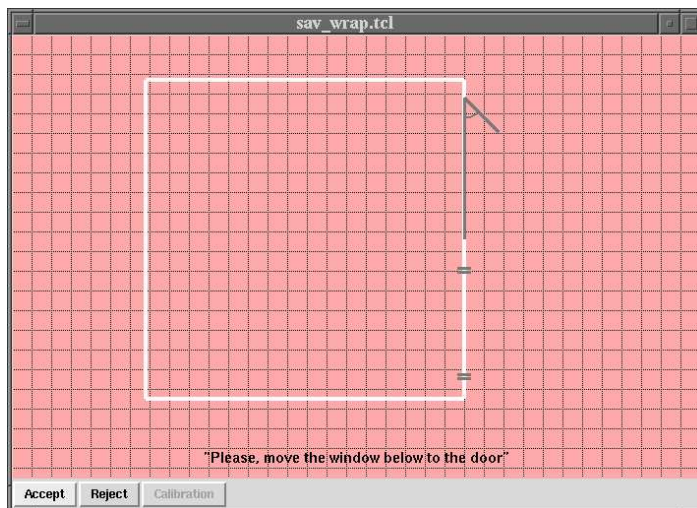 sav_wrap.tcl
"Please, move the window below to the door"
Accept Reject Calibration